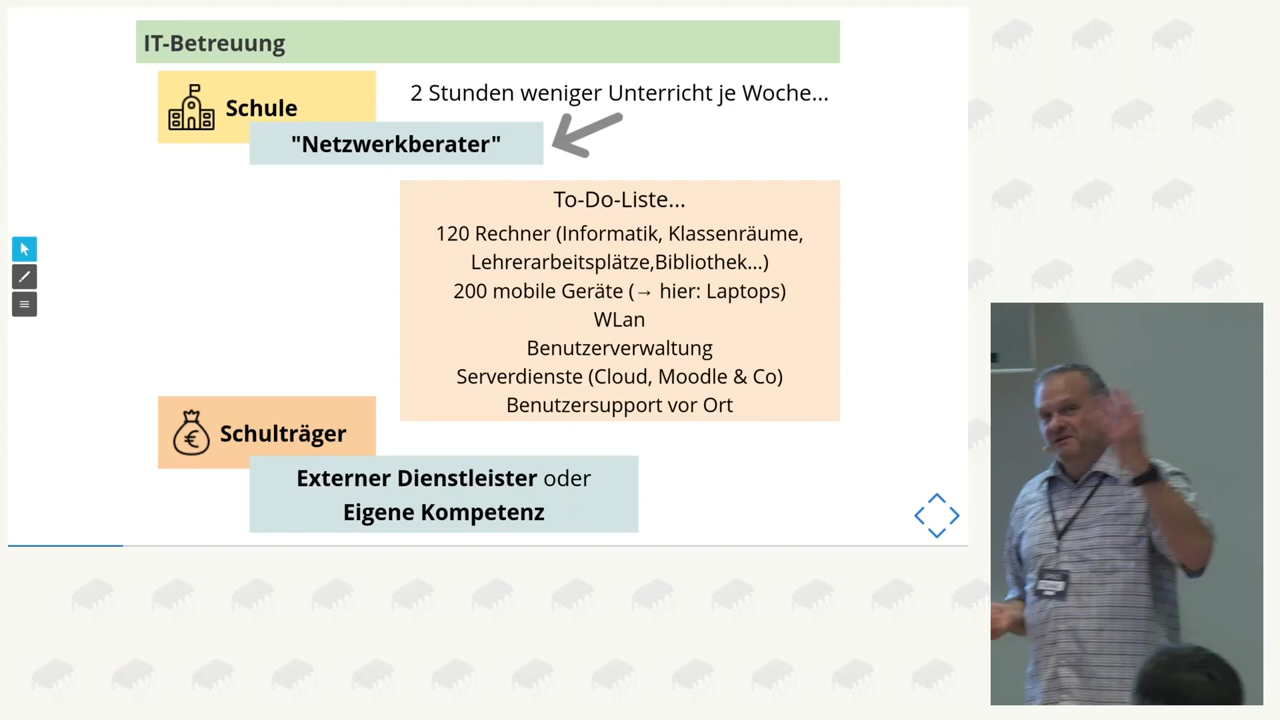 IT-Betreuung
Schule
2 Stunden weniger Unterricht je Woche...
"Netzwerkberater"
To-Do-Liste...
120 Rechner (Informatik, Klassenräume,
Lehrerarbeitsplätze,Bibliothek...)
200 mobile Geräte (→ hier: Laptops)
WLan
Benutzerverwaltung
Serverdienste (Cloud, Moodle & Co)
Benutzersupport vor Ort
Schulträger
Externer Dienstleister oder
Eigene Kompetenz